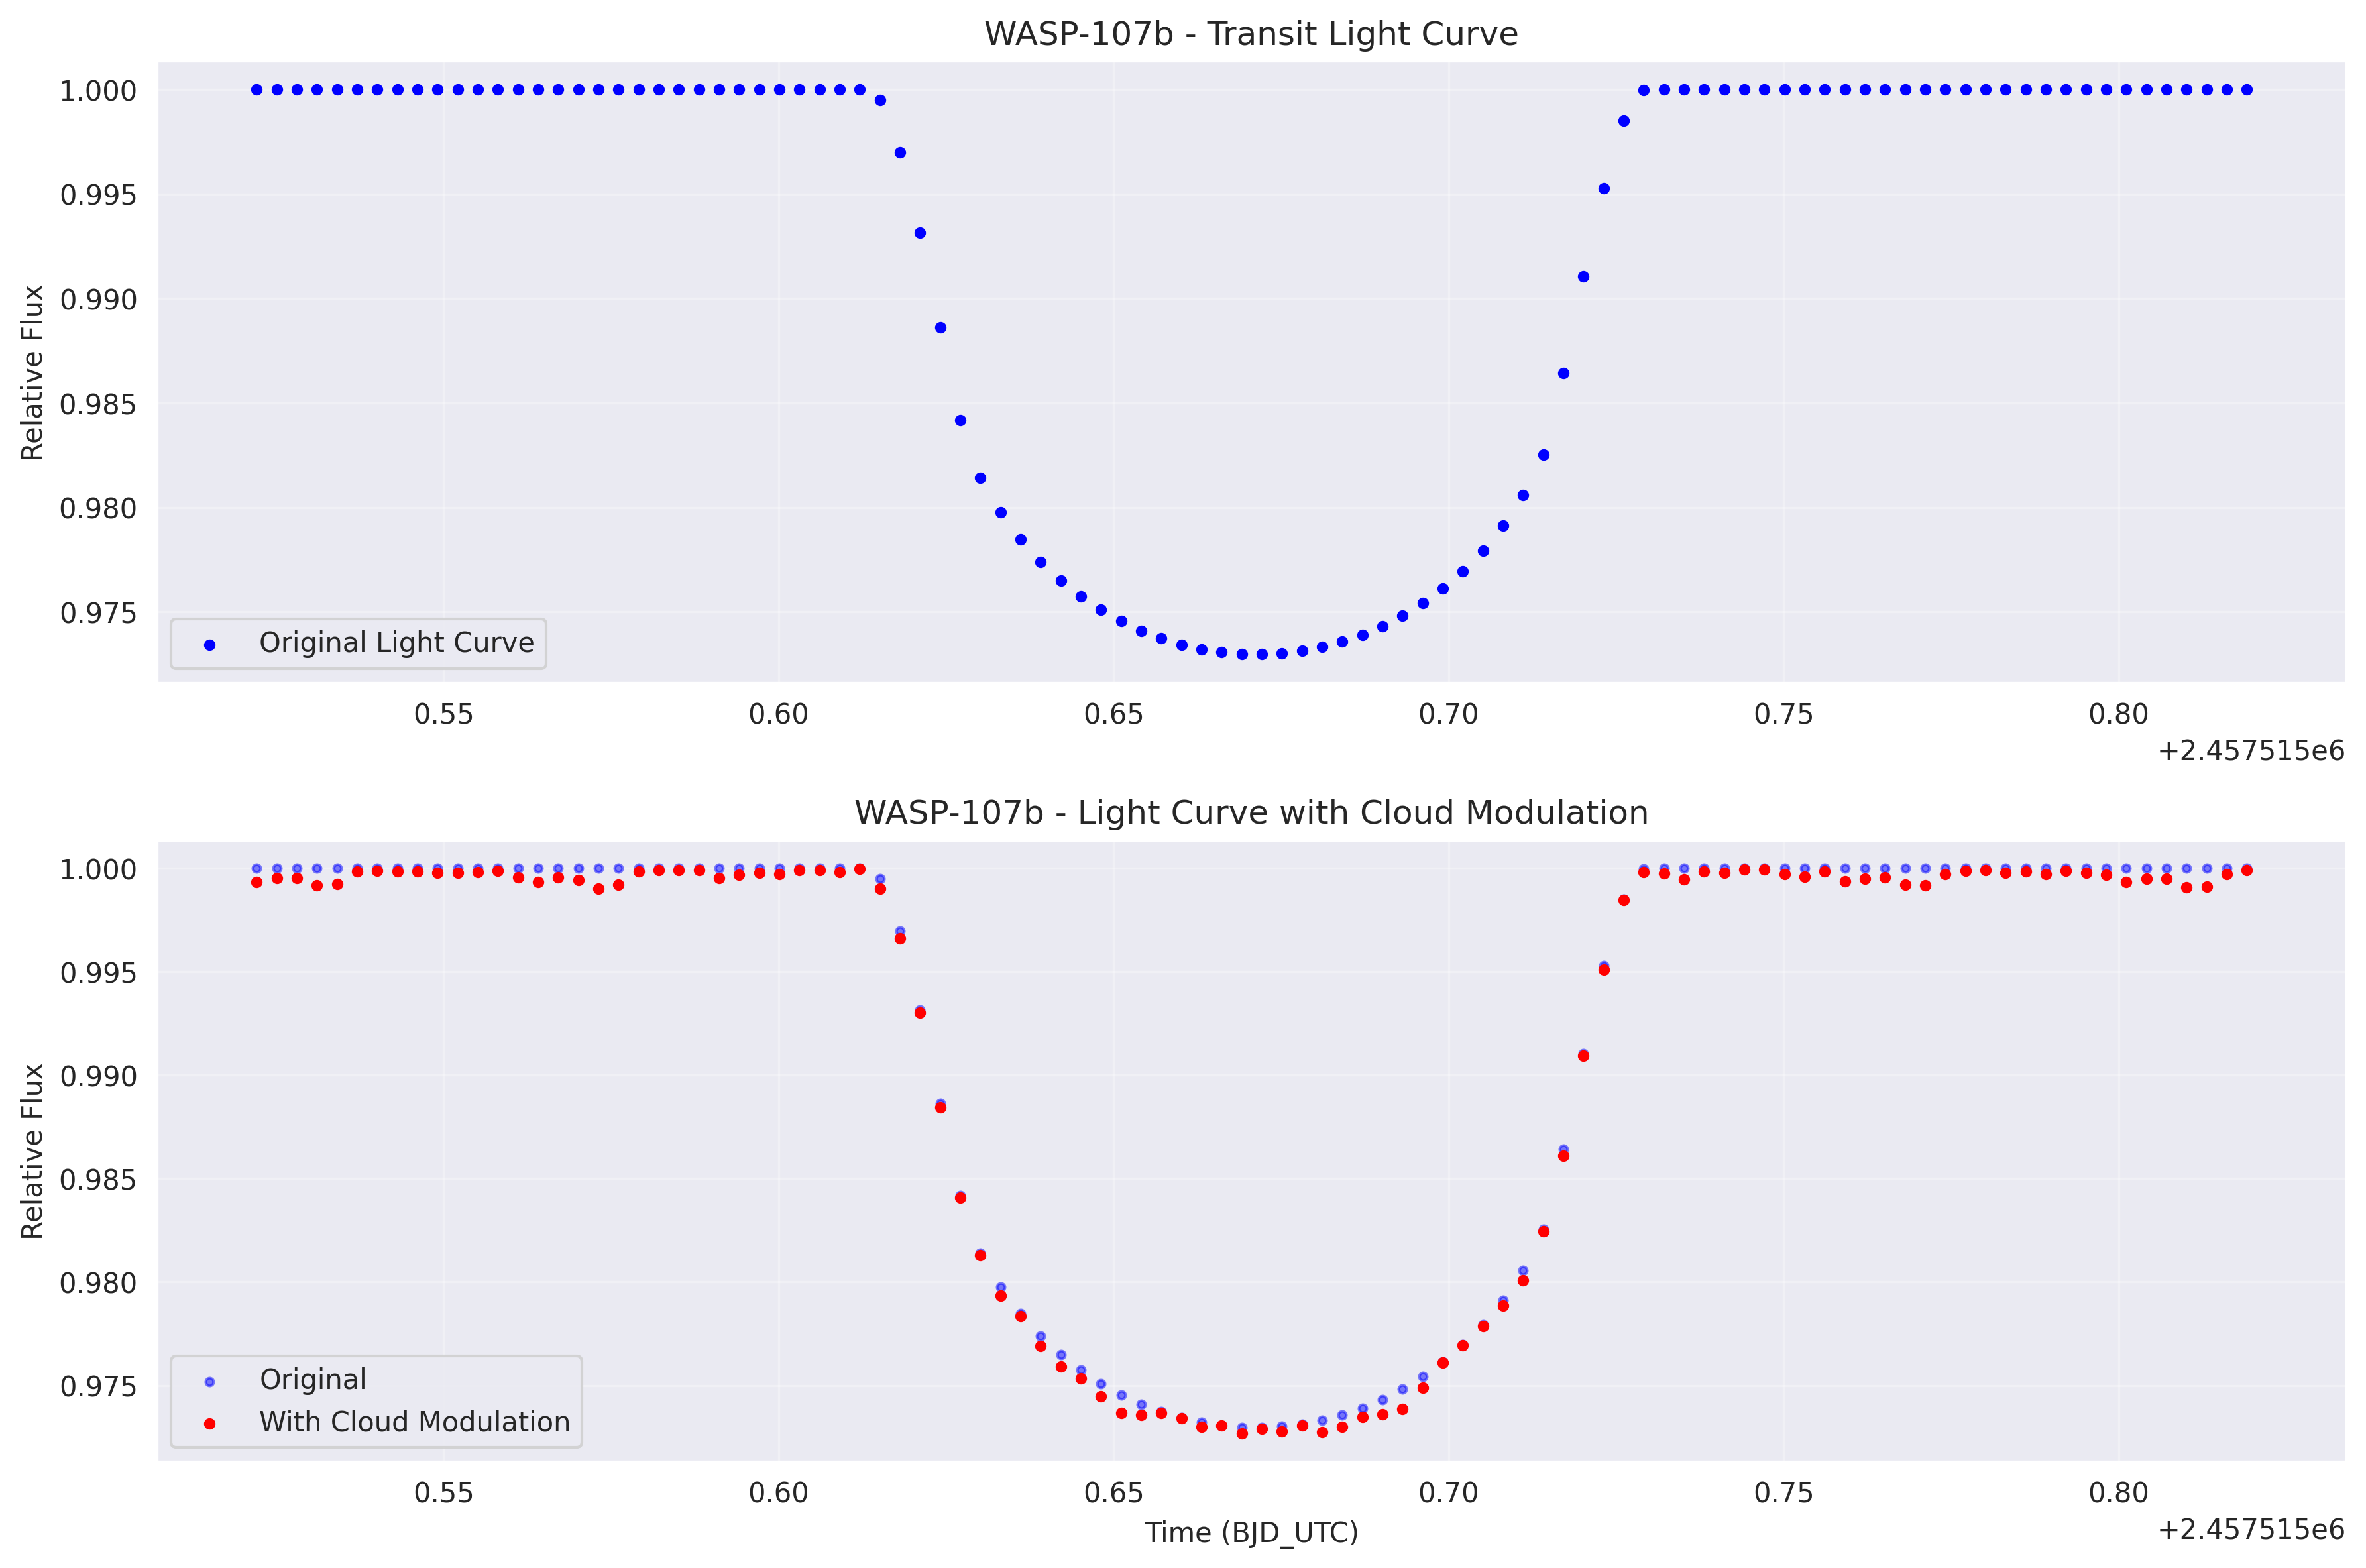 WASP-107b - Transit Light Curve
Relative Flux
1.000
0.995
0.990
0.985
0.980
0.975
Original Light Curve
0.55 0.60 0.65 0.70 0.75 0.80
+2.457515e6
WASP-107b - Light Curve with Cloud Modulation
Relative Flux
1.000
0.995
0.990
0.985
0.980
0.975
Original
With Cloud Modulation
0.55 0.60 0.65 0.70 0.75 0.80
Time (BJD_UTC)
+2.457515e6